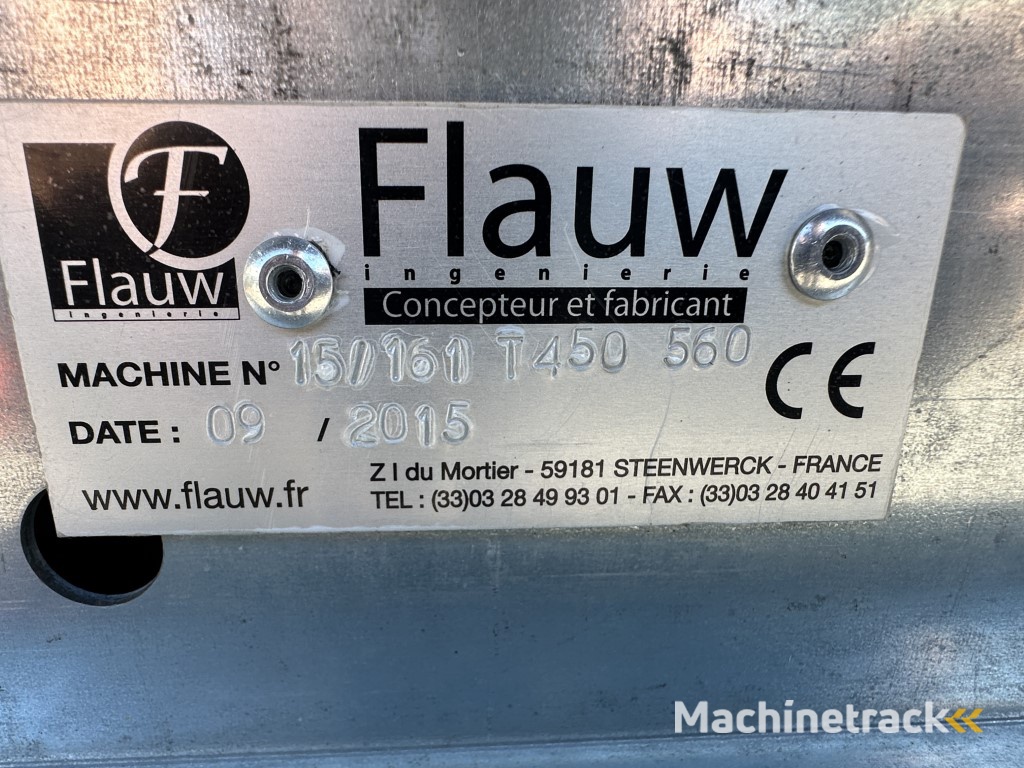 F
Flauw
ingenierie
Flauw
ingenierie
Concepteur et fabricant
MACHINE N° 15/161 T450 560
CE
DATE : 09 / 2015
www.flauw.fr
Z I du Mortier - 59181 STEENWERCK - FRANCE
TEL : (33)03 28 49 93 01 - FAX : (33)03 28 40 41 51
Machinetrack